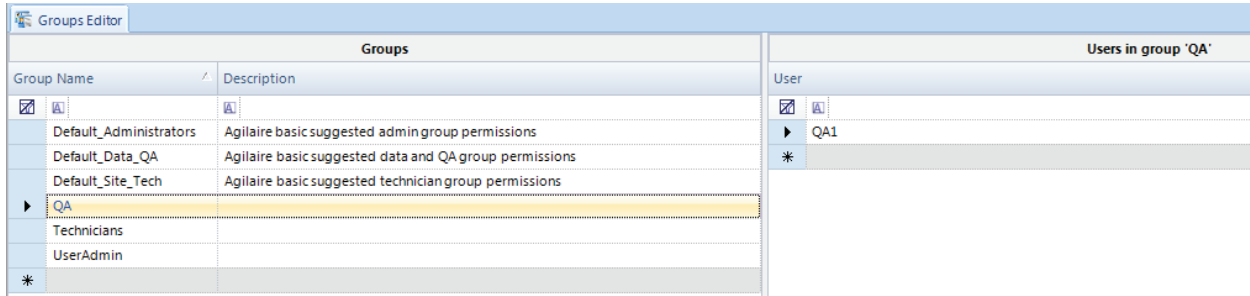 Groups Editor
Groups
Users in group 'QA'
Group Name Description
User
Default_Administrators Agilaire basic suggested admin group permissions
QA1
Default_Data_QA Agilaire basic suggested data and QA group permissions
Default_Site_Tech Agilaire basic suggested technician group permissions
QA
Technicians
UserAdmin